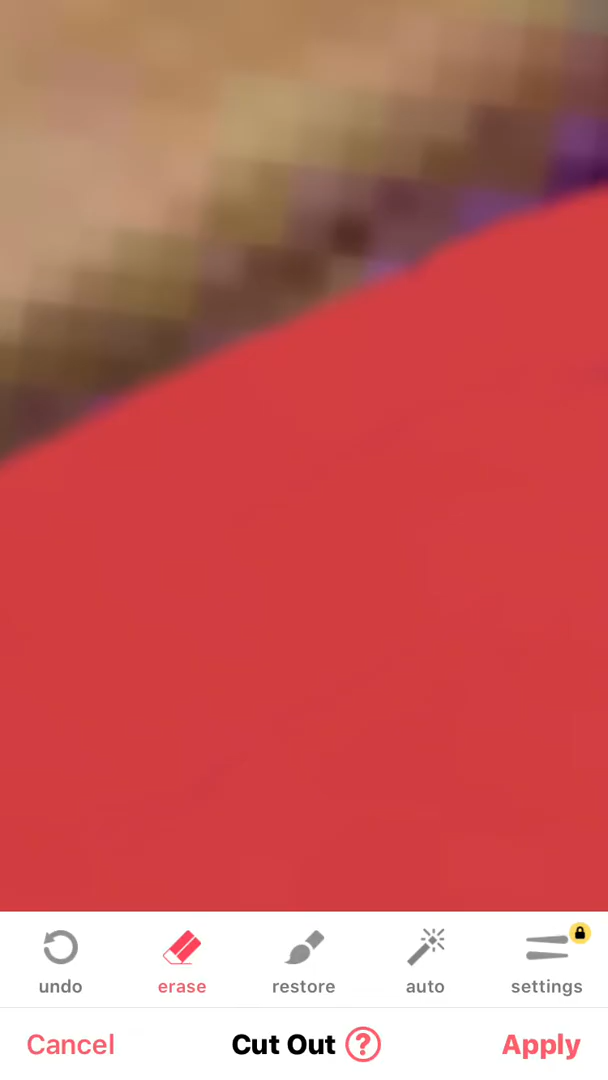 undo
erase
restore
auto
settings
Cancel
Cut Out ?
Apply